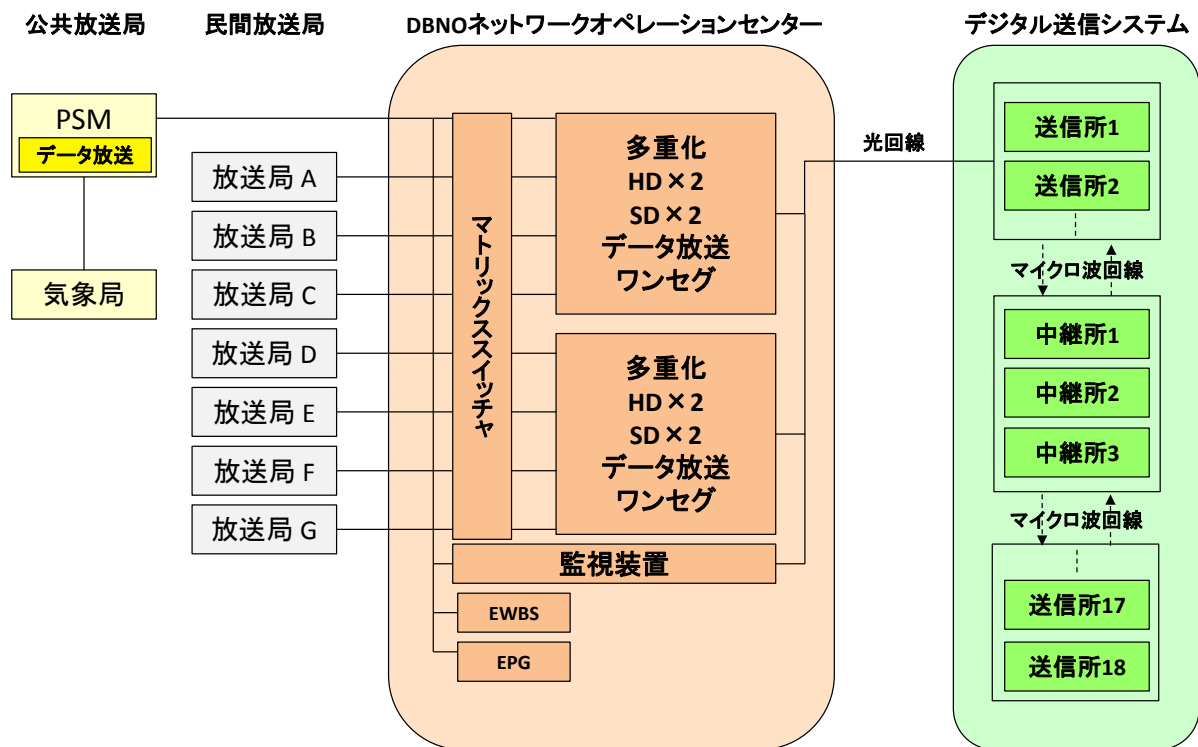 公共放送局
民間放送局
DBNOネットワークオペレーションセンター
デジタル送信システム
PSM
データ放送
気象局
放送局 A
放送局 B
放送局 C
放送局 D
放送局 E
放送局 F
放送局 G
マトリックススイッチャ
多重化
HD×2
SD×2
データ放送
ワンセグ
多重化
HD×2
SD×2
データ放送
ワンセグ
監視装置
EWBS
EPG
光回線
送信所1
送信所2
マイクロ波回線
中継所1
中継所2
中継所3
マイクロ波回線
送信所17
送信所18